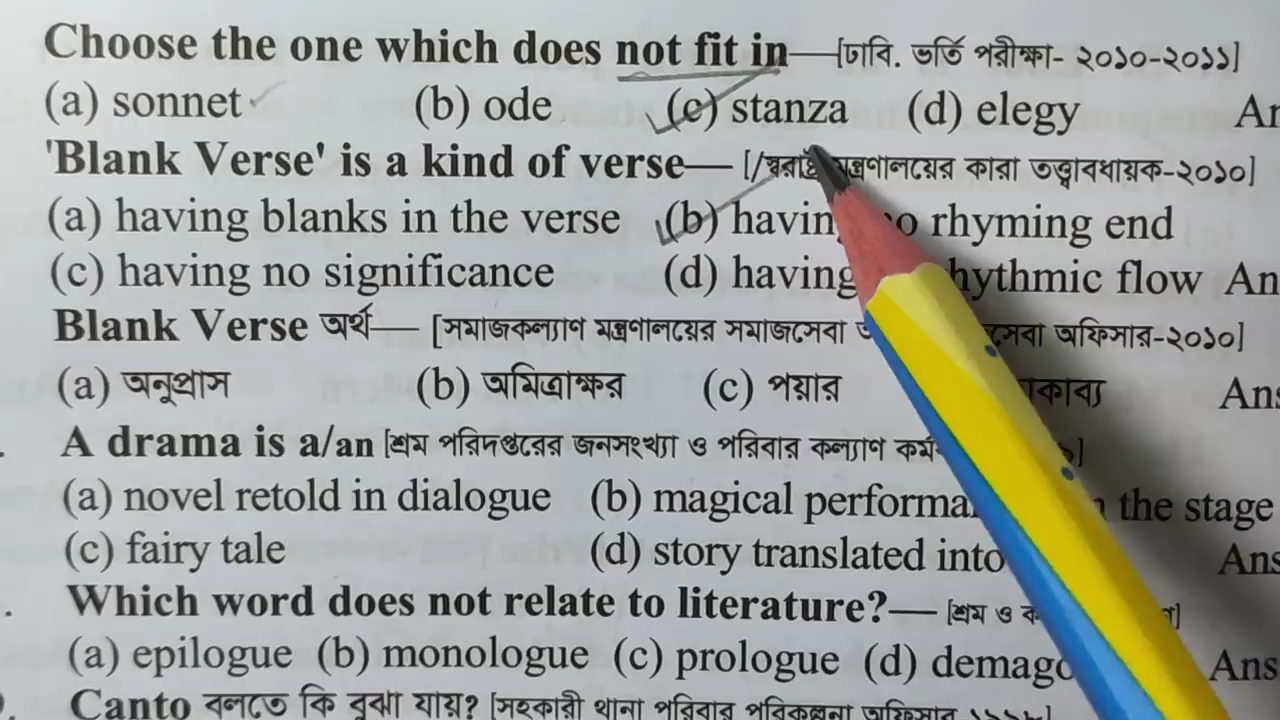 Choose the one which does not fit in—[ঢাবি. ভর্তি পরীক্ষা- ২০১০-২০১১]
(a) sonnet (b) ode (c) stanza (d) elegy
'Blank Verse' is a kind of verse— [স্বরাষ্ট্র মন্ত্রণালয়ের কারা তত্ত্বাবধায়ক-২০১০]
(a) having blanks in the verse (b) having no rhyming end
(c) having no significance (d) having rhythmic flow
Blank Verse অর্থ— [সমাজকল্যাণ মন্ত্রণালয়ের সমাজসেবা অফিসার-২০১০]
(a) অনুপ্রাস (b) অমিত্রাক্ষর (c) পয়ার
A drama is a/an [শ্রম পরিদপ্তরের জনসংখ্যা ও পরিবার কল্যাণ
(a) novel retold in dialogue (b) magical the stage
(c) fairy tale (d) story translated into
Which word does not relate to literature?— [শ্রম ও
(a) epilogue (b) monologue (c) prologue (d)
Canto বলতে কি বুঝা যায়? [সহকারী থানা পরিবার পরিকল্পনা অফিসার ১৯৯৮]